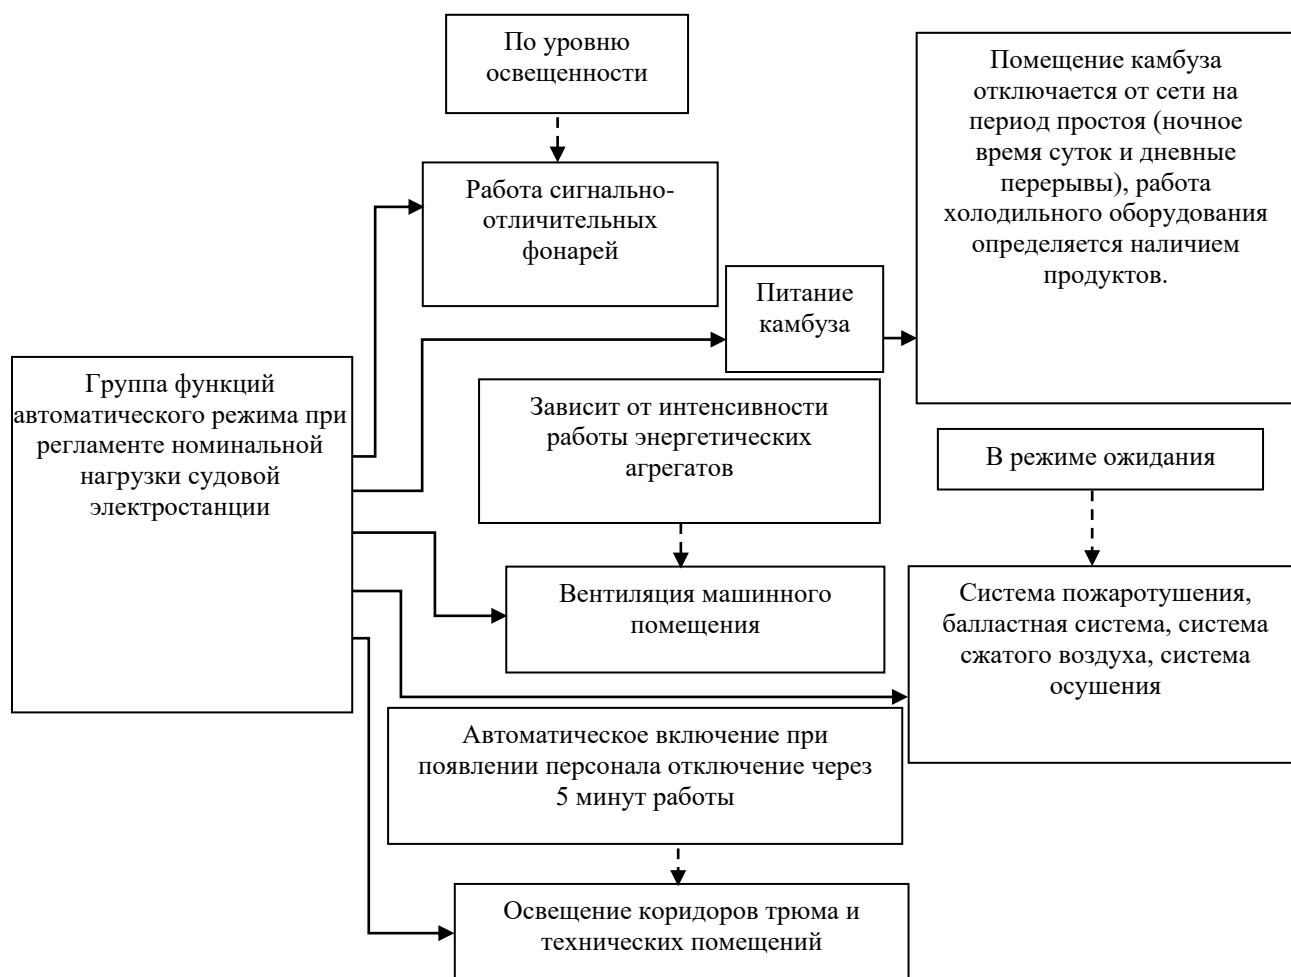 По уровню
освещенности
Помещение камбуза
отключается от сети на
период простоя (ночное
время суток и дневные
перерывы), работа
холодильного оборудования
определяется наличием
продуктов.
Работа сигнально-
отличительных
фонарей
Питание
камбуза
Группа функций
автоматического режима при
регламенте номинальной
нагрузки судовой
электростанции
Зависит от интенсивности
работы энергетических
агрегатов
В режиме ожидания
Вентиляция машинного
помещения
Система пожаротушения,
балластная система, система
сжатого воздуха, система
осушения
Автоматическое включение при
появлении персонала отключение через
5 минут работы
Освещение коридоров трюма и
технических помещений